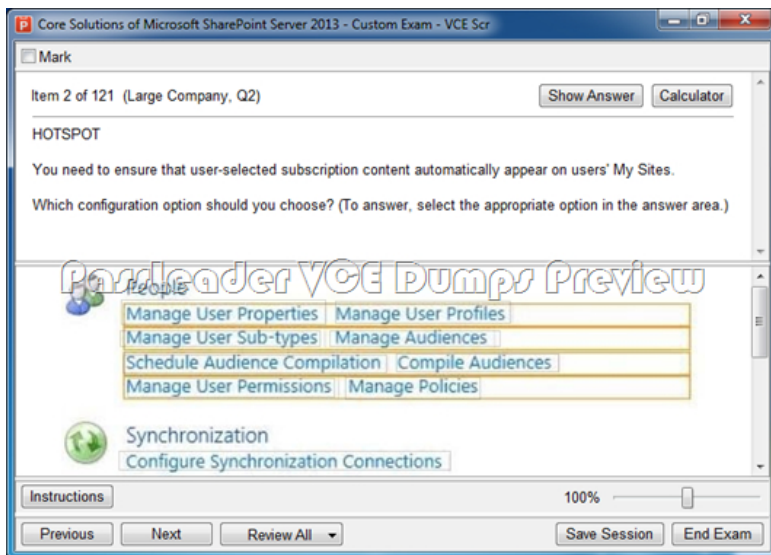 Core Solutions of Microsoft SharePoint Server 2013 - Custom Exam - VCE Scr
Mark
Item 2 of 121 (Large Company, Q2)
Show Answer
Calculator
HOTSPOT
You need to ensure that user-selected subscription content automatically appear on users' My Sites.
Which configuration option should you choose? (To answer, select the appropriate option in the answer area.)
Passleader VCE Dumps Preview
People
Manage User Properties Manage User Profiles
Manage User Sub-types Manage Audiences
Schedule Audience Compilation Compile Audiences
Manage User Permissions Manage Policies
Synchronization
Configure Synchronization Connections
Instructions
100%
Previous
Next
Review All
Save Session
End Exam